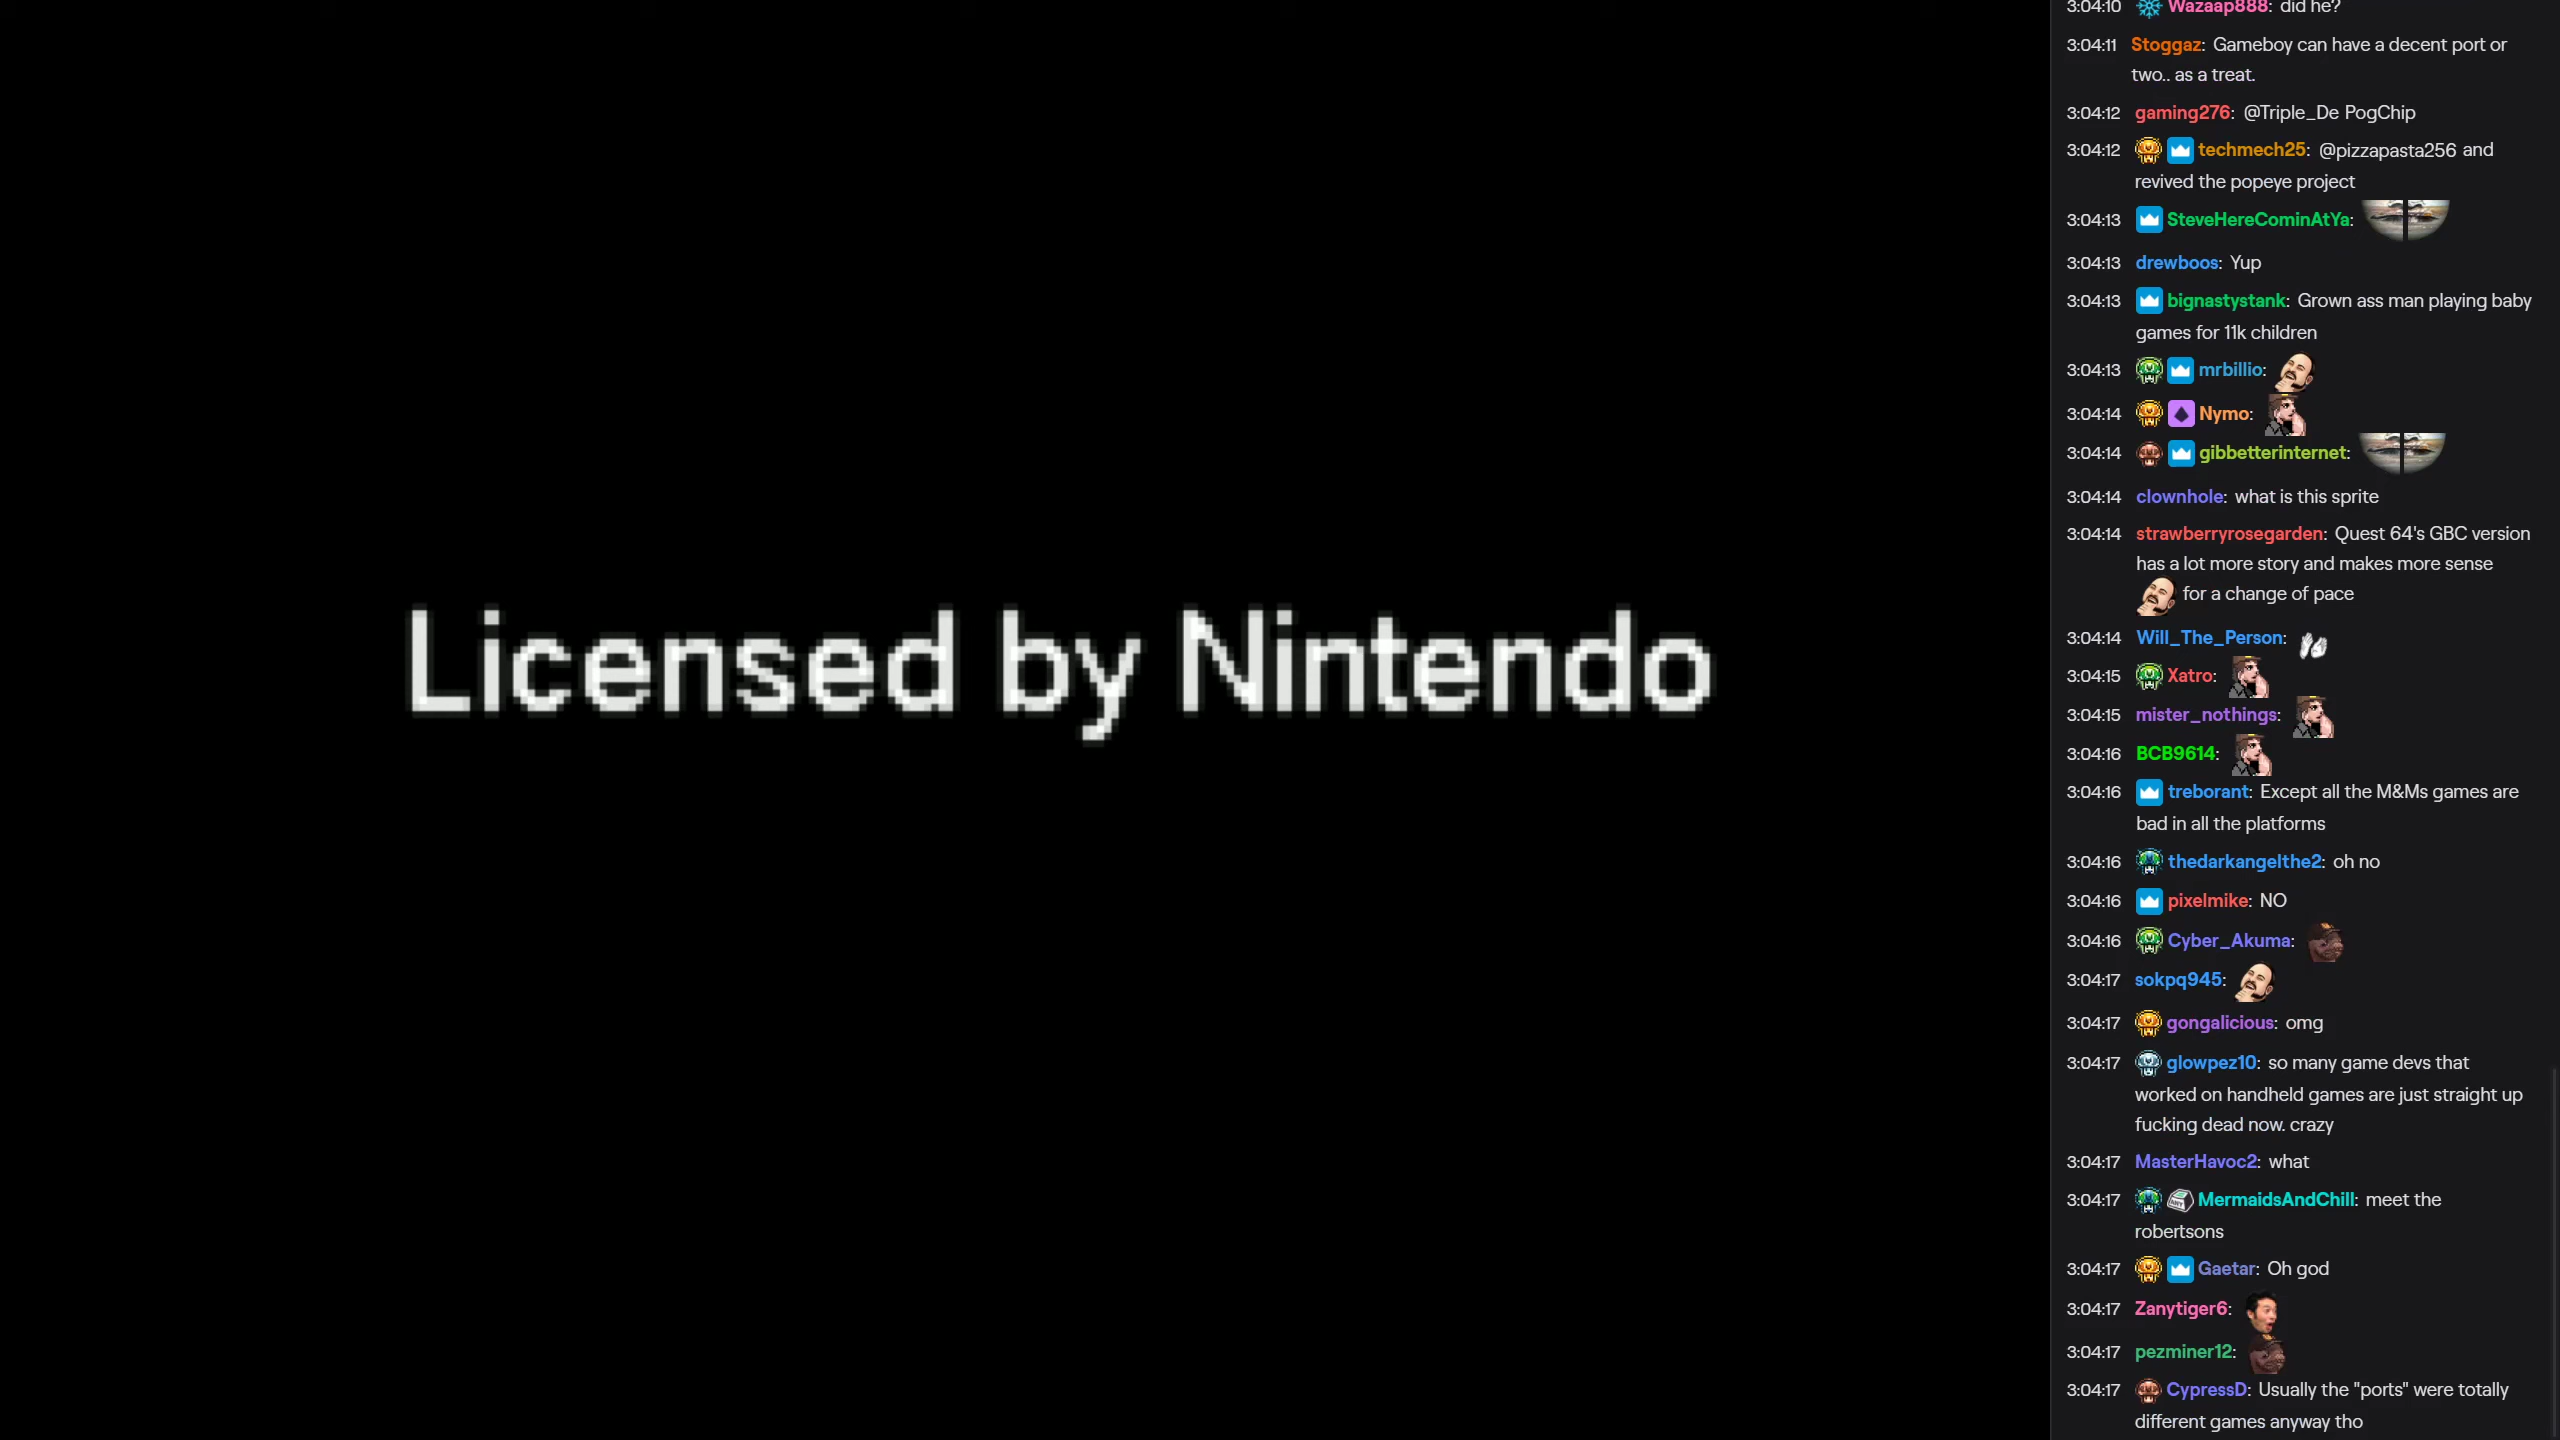 Licensed by Nintendo
3:04:10 Wazaap888: did he?
3:04:11 Stoggaz: Gameboy can have a decent port or
two.. as a treat.
3:04:12 gaming276: @Triple_De PogChip
3:04:12 techmech25: @pizzapasta256 and
revived the popeye project
3:04:13 SteveHereCominAtYa:
3:04:13 drewboos: Yup
3:04:13 bignastystank: Grown ass man playing baby
games for 11k children
3:04:13 mrbillio:
3:04:14 Nymo:
3:04:14 gibbetterinternet:
3:04:14 clownhole: what is this sprite
3:04:14 strawberryrosegarden: Quest 64's GBC version
has a lot more story and makes more sense
for a change of pace
3:04:14 Will_The_Person:
3:04:15 Xatro:
3:04:15 mister_nothings:
3:04:16 BCB9614:
3:04:16 treborant: Except all the M&Ms games are
bad in all the platforms
3:04:16 thedarkangelthe2: oh no
3:04:16 pixelmike: NO
3:04:16 Cyber_Akuma:
3:04:17 sokpq945:
3:04:17 gongalicious: omg
3:04:17 glowpez10: so many game devs that
worked on handheld games are just straight up
fucking dead now. crazy
3:04:17 MasterHavoc2: what
3:04:17 MermaidsAndChill: meet the
robertsons
3:04:17 Gaetar: Oh god
3:04:17 Zanytiger6:
3:04:17 pezminer12:
3:04:17 CypressD: Usually the "ports" were totally
different games anyway tho